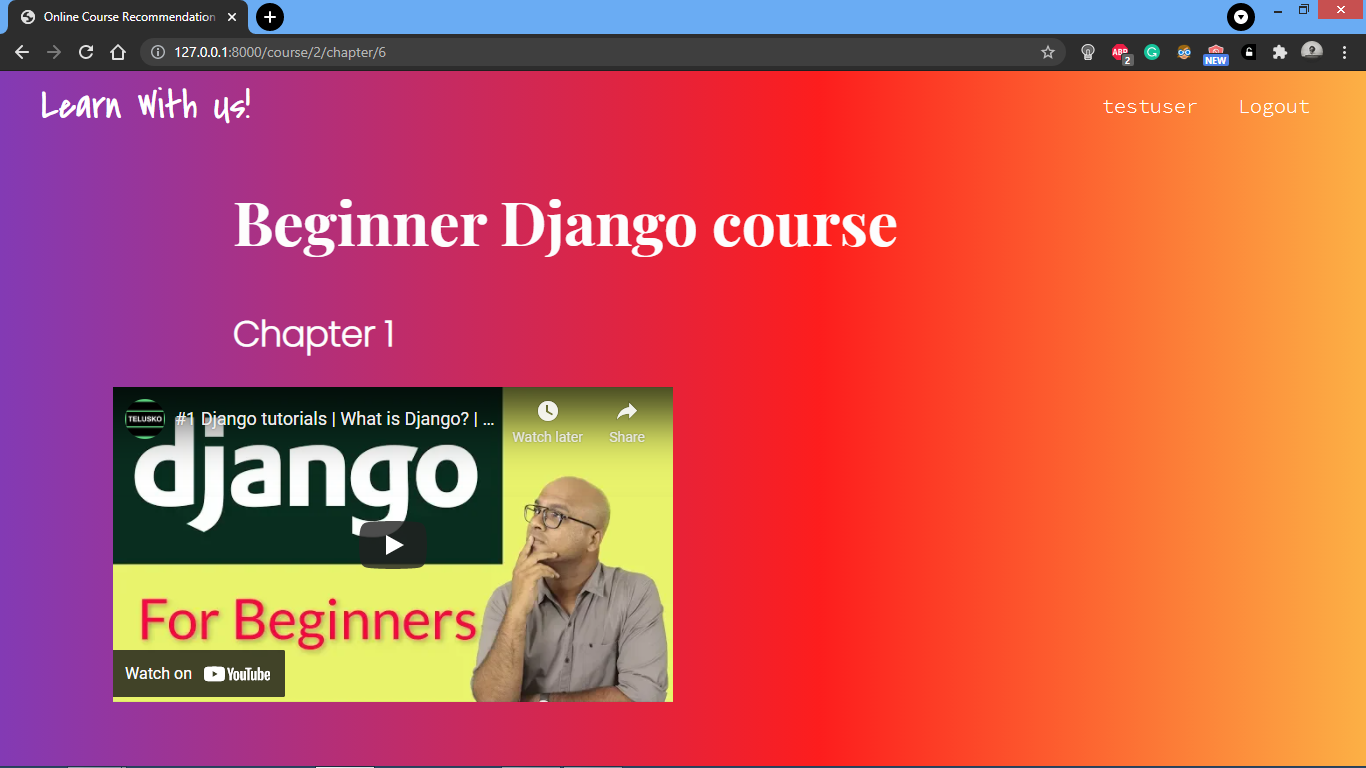 Online Course Recommendation
127.0.0.1:8000/course/2/chapter/6
ABP
2
NEW
Learn With us!
testuser
Logout
Beginner Django course
Chapter 1
TELUSKO
#1 Django tutorials | What is Django? | ...
Watch later
Share
django
For Beginners
Watch on YouTube